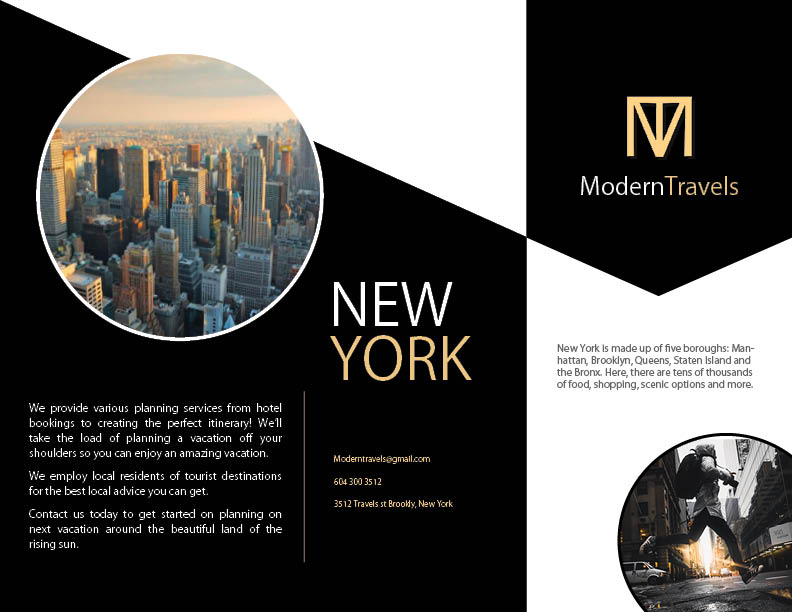 NEW
YORK
We provide various planning services from hotel
bookings to creating the perfect itinerary! We'll
take the load of planning a vacation off your
shoulders so you can enjoy an amazing vacation.
We employ local residents of tourist destinations
for the best local advice you can get.
Contact us today to get started on planning on
next vacation around the beautiful land of the
rising sun.
Moderntravels@gmail.com
604 300 3512
3512 Travels st Brookly, New York
MT
ModernTravels
New York is made up of five boroughs: Man-
hattan, Brooklyn, Queens, Staten Island and
the Bronx. Here, there are tens of thousands
of food, shopping, scenic options and more.